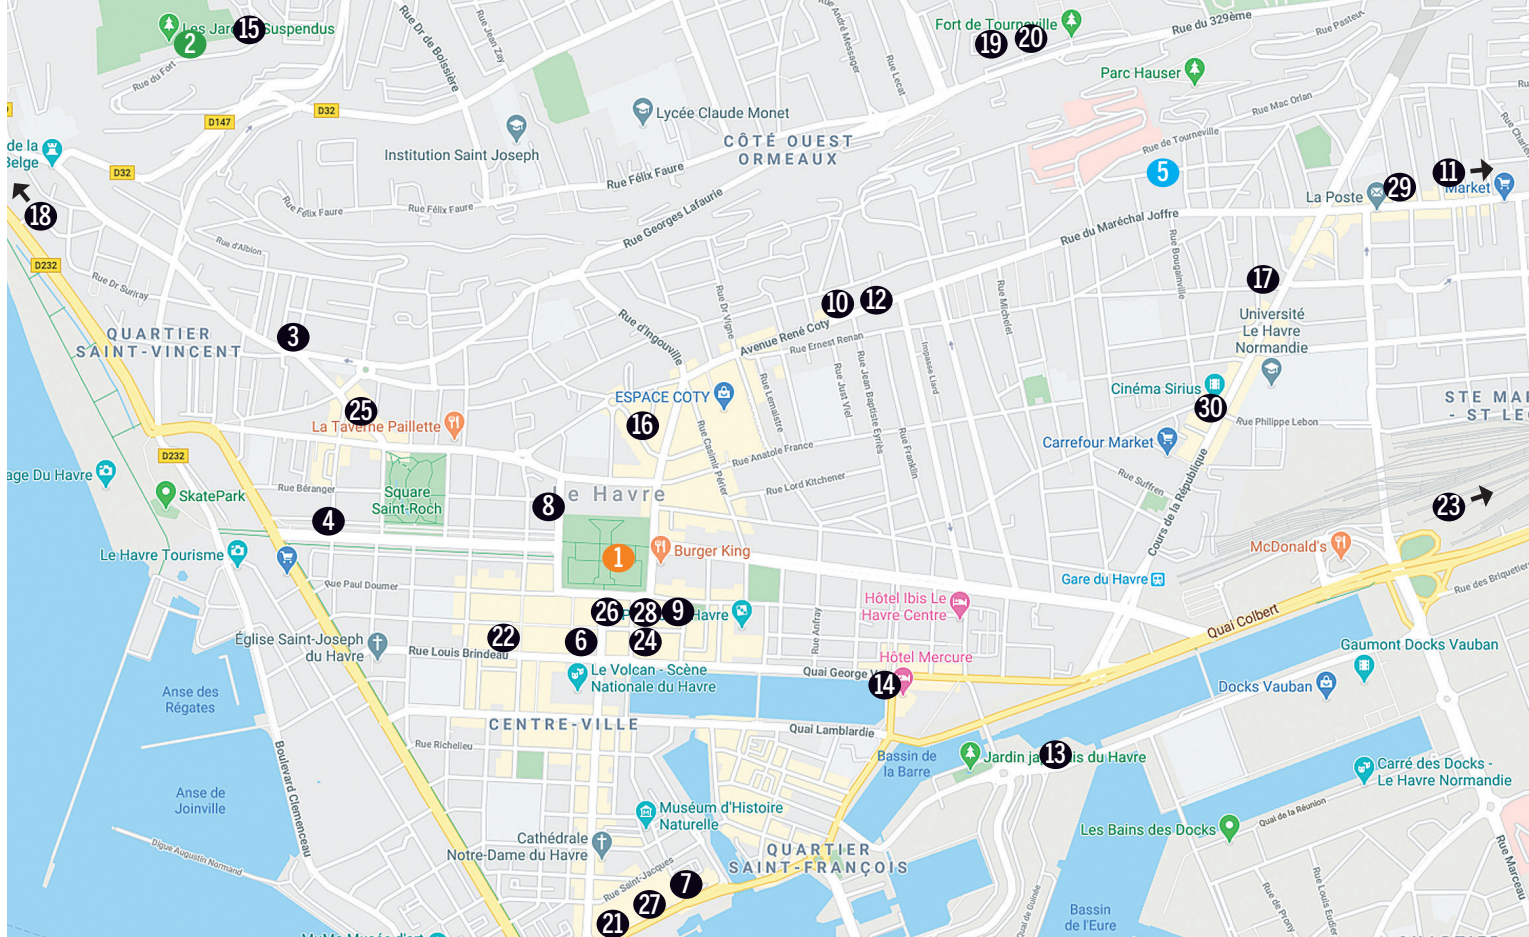 Les Jar
Suspendus
15
2
Rue du Fort
Rue Dr de Boissière
Rue Jean Zay
Rue André Messager
Rue Lecat
Fort de Tourneville
19
20
Rue du 329ème
Rue Pasteur
Parc Hauser
Rue Mac Orlan
Rue de Tourneville
5
D32
D147
D32
de la
Belge
18
Institution Saint Joseph
Lycée Claude Monet
CÔTÉ OUEST
ORMEAUX
Rue Félix Faure
Rue Félix Faure
Rue Félix Faure
Rue Georges Lafaurie
La Poste
29
11
Market
Rue du Maréchal Joffre
Rue Bougainville
Rue d'Albion
D232
Rue Dr Suriray
QUARTIER
SAINT-VINCENT
3
Rue d'Ingouville
Rue Dr Vigné
10
12
Avenue René Coty
Rue Ernest Renan
Rue Michelet
Impasse Liard
17
Université
Le Havre
Normandie
Cinéma Sirius
30
Rue Philippe Lebon
STE MA
- ST LE
ESPACE COTY
16
Rue Lemaistre
Rue Just Viel
Rue Jean Baptiste Eyriès
Rue Franklin
Rue Casimir Périer
Rue Anatole France
Rue Lord Kitchener
25
La Taverne Paillette
Carrefour Market
Rue Suffren
Cours de la République
D232
age Du Havre
SkatePark
Rue Béranger
Square
Saint-Roch
4
8
Le Havre
1
Burger King
23
McDonald's
Gare du Havre
Rue des Briquetier
Le Havre Tourisme
Rue Paul Doumer
26
28
9
Havre
Hôtel Ibis Le
Havre Centre
Rue Anfray
Quai Colbert
Église Saint-Joseph
du Havre
Rue Louis Brindeau
22
6
24
Le Volcan - Scène
Nationale du Havre
Quai George V
Hôtel Mercure
14
Gaumont Docks Vauban
Docks Vauban
Anse des
Régates
CENTRE-VILLE
Quai Lamblardie
Rue Richelieu
Boulevard Clemenceau
Bassin de
la Barre
Jardin japonais du Havre
13
Carré des Docks -
Le Havre Normandie
Anse de
Joinville
Muséum d'Histoire
Naturelle
Quai de la Réunion
Les Bains des Docks
Digue Augustin Normand
Cathédrale
Notre-Dame du Havre
QUARTIER
SAINT-FRANÇOIS
Rue Saint-Jacques
7
27
21
Quai de Guinée
Bassin
de l'Eure
Rue de Prony
Rue Louis Eudier
Rue Marceau